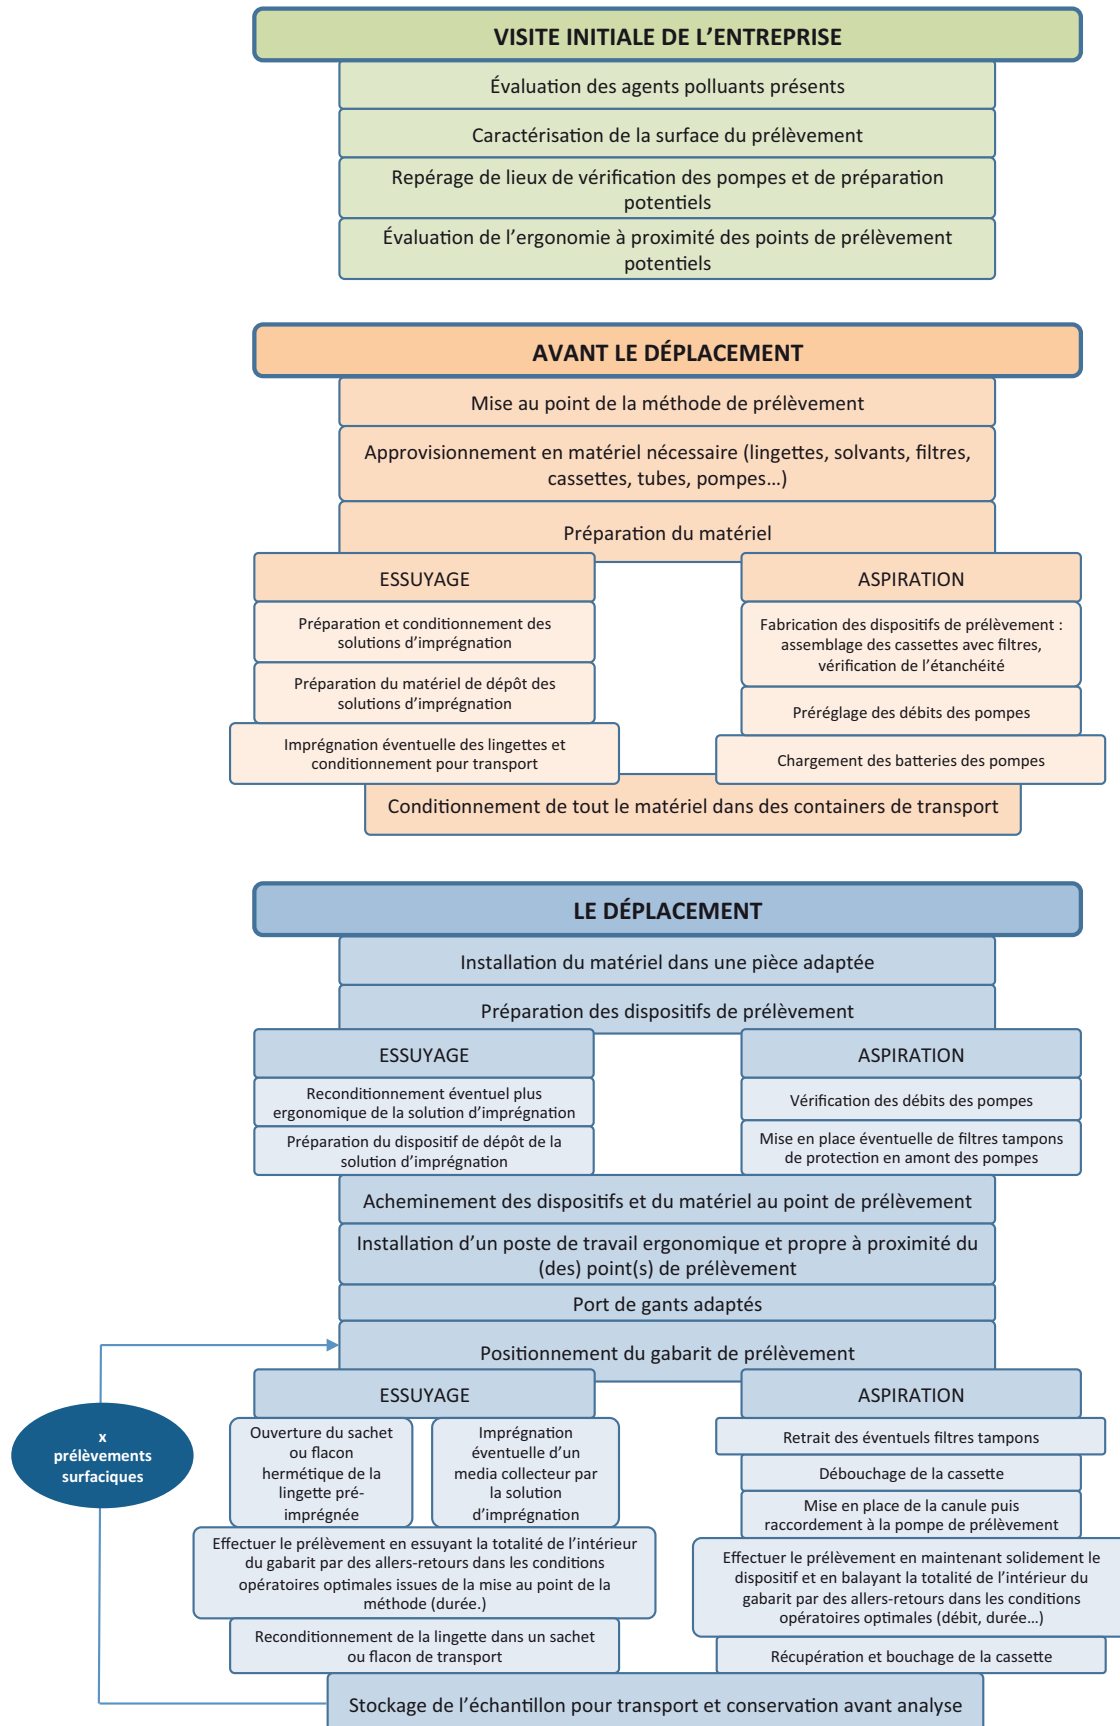 VISITE INITIALE DE L’ENTREPRISE
Évaluation des agents polluants présents
Caractérisation de la surface du prélèvement
Repérage de lieux de vérification des pompes et de préparation
potentiels
Évaluation de l’ergonomie à proximité des points de prélèvement
potentiels
AVANT LE DÉPLACEMENT
Mise au point de la méthode de prélèvement
Approvisionnement en matériel nécessaire (lingettes, solvants, filtres,
cassettes, tubes, pompes…)
Préparation du matériel
ESSUYAGE
Préparation et conditionnement des
solutions d’imprégnation
Préparation du matériel de dépôt des
solutions d’imprégnation
Imprégnation éventuelle des lingettes et
conditionnement pour transport
ASPIRATION
Fabrication des dispositifs de prélèvement :
assemblage des cassettes avec filtres,
vérification de l’étanchéité
Préréglage des débits des pompes
Chargement des batteries des pompes
Conditionnement de tout le matériel dans des containers de transport
LE DÉPLACEMENT
Installation du matériel dans une pièce adaptée
Préparation des dispositifs de prélèvement
ESSUYAGE
Reconditionnement éventuel plus
ergonomique de la solution d’imprégnation
Préparation du dispositif de dépôt de la
solution d’imprégnation
ASPIRATION
Vérification des débits des pompes
Mise en place éventuelle de filtres tampons
de protection en amont des pompes
Acheminement des dispositifs et du matériel au point de prélèvement
Installation d’un poste de travail ergonomique et propre à proximité du
(des) point(s) de prélèvement
Port de gants adaptés
Positionnement du gabarit de prélèvement
x
prélèvements
surfaciques
ESSUYAGE
Ouverture du sachet
ou flacon
hermétique de la
lingette pré-
imprégnée
Imprégnation
éventuelle d’un
media collecteur par
la solution
d’imprégnation
Effectuer le prélèvement en essuyant la totalité de l’intérieur
du gabarit par des allers-retours dans les conditions
opératoires optimales issues de la mise au point de la
méthode (durée.)
Reconditionnement de la lingette dans un sachet
ou flacon de transport
ASPIRATION
Retrait des éventuels filtres tampons
Débouchage de la cassette
Mise en place de la canule puis
raccordement à la pompe de prélèvement
Effectuer le prélèvement en maintenant solidement le
dispositif et en balayant la totalité de l’intérieur du
gabarit par des allers-retours dans les conditions
opératoires optimales (débit, durée…)
Récupération et bouchage de la cassette
Stockage de l’échantillon pour transport et conservation avant analyse